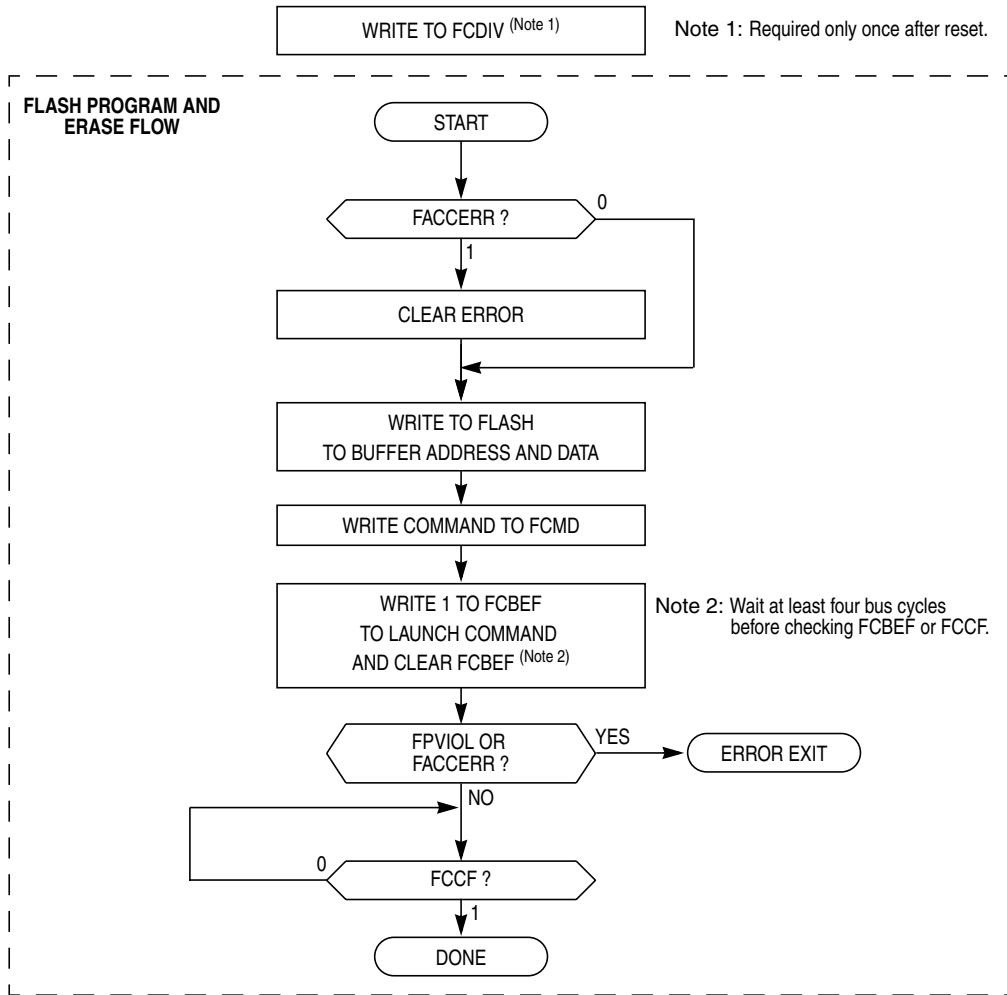 WRITE TO FCDIV (Note 1)
Note 1: Required only once after reset.
FLASH PROGRAM AND
ERASE FLOW
START
FACCERR ?
0
1
CLEAR ERROR
WRITE TO FLASH
TO BUFFER ADDRESS AND DATA
WRITE COMMAND TO FCMD
WRITE 1 TO FCBEF
TO LAUNCH COMMAND
AND CLEAR FCBEF (Note 2)
Note 2: Wait at least four bus cycles
before checking FCBEF or FCCF.
FPVIOL OR
FACCERR ?
YES
ERROR EXIT
NO
0
FCCF ?
1
DONE